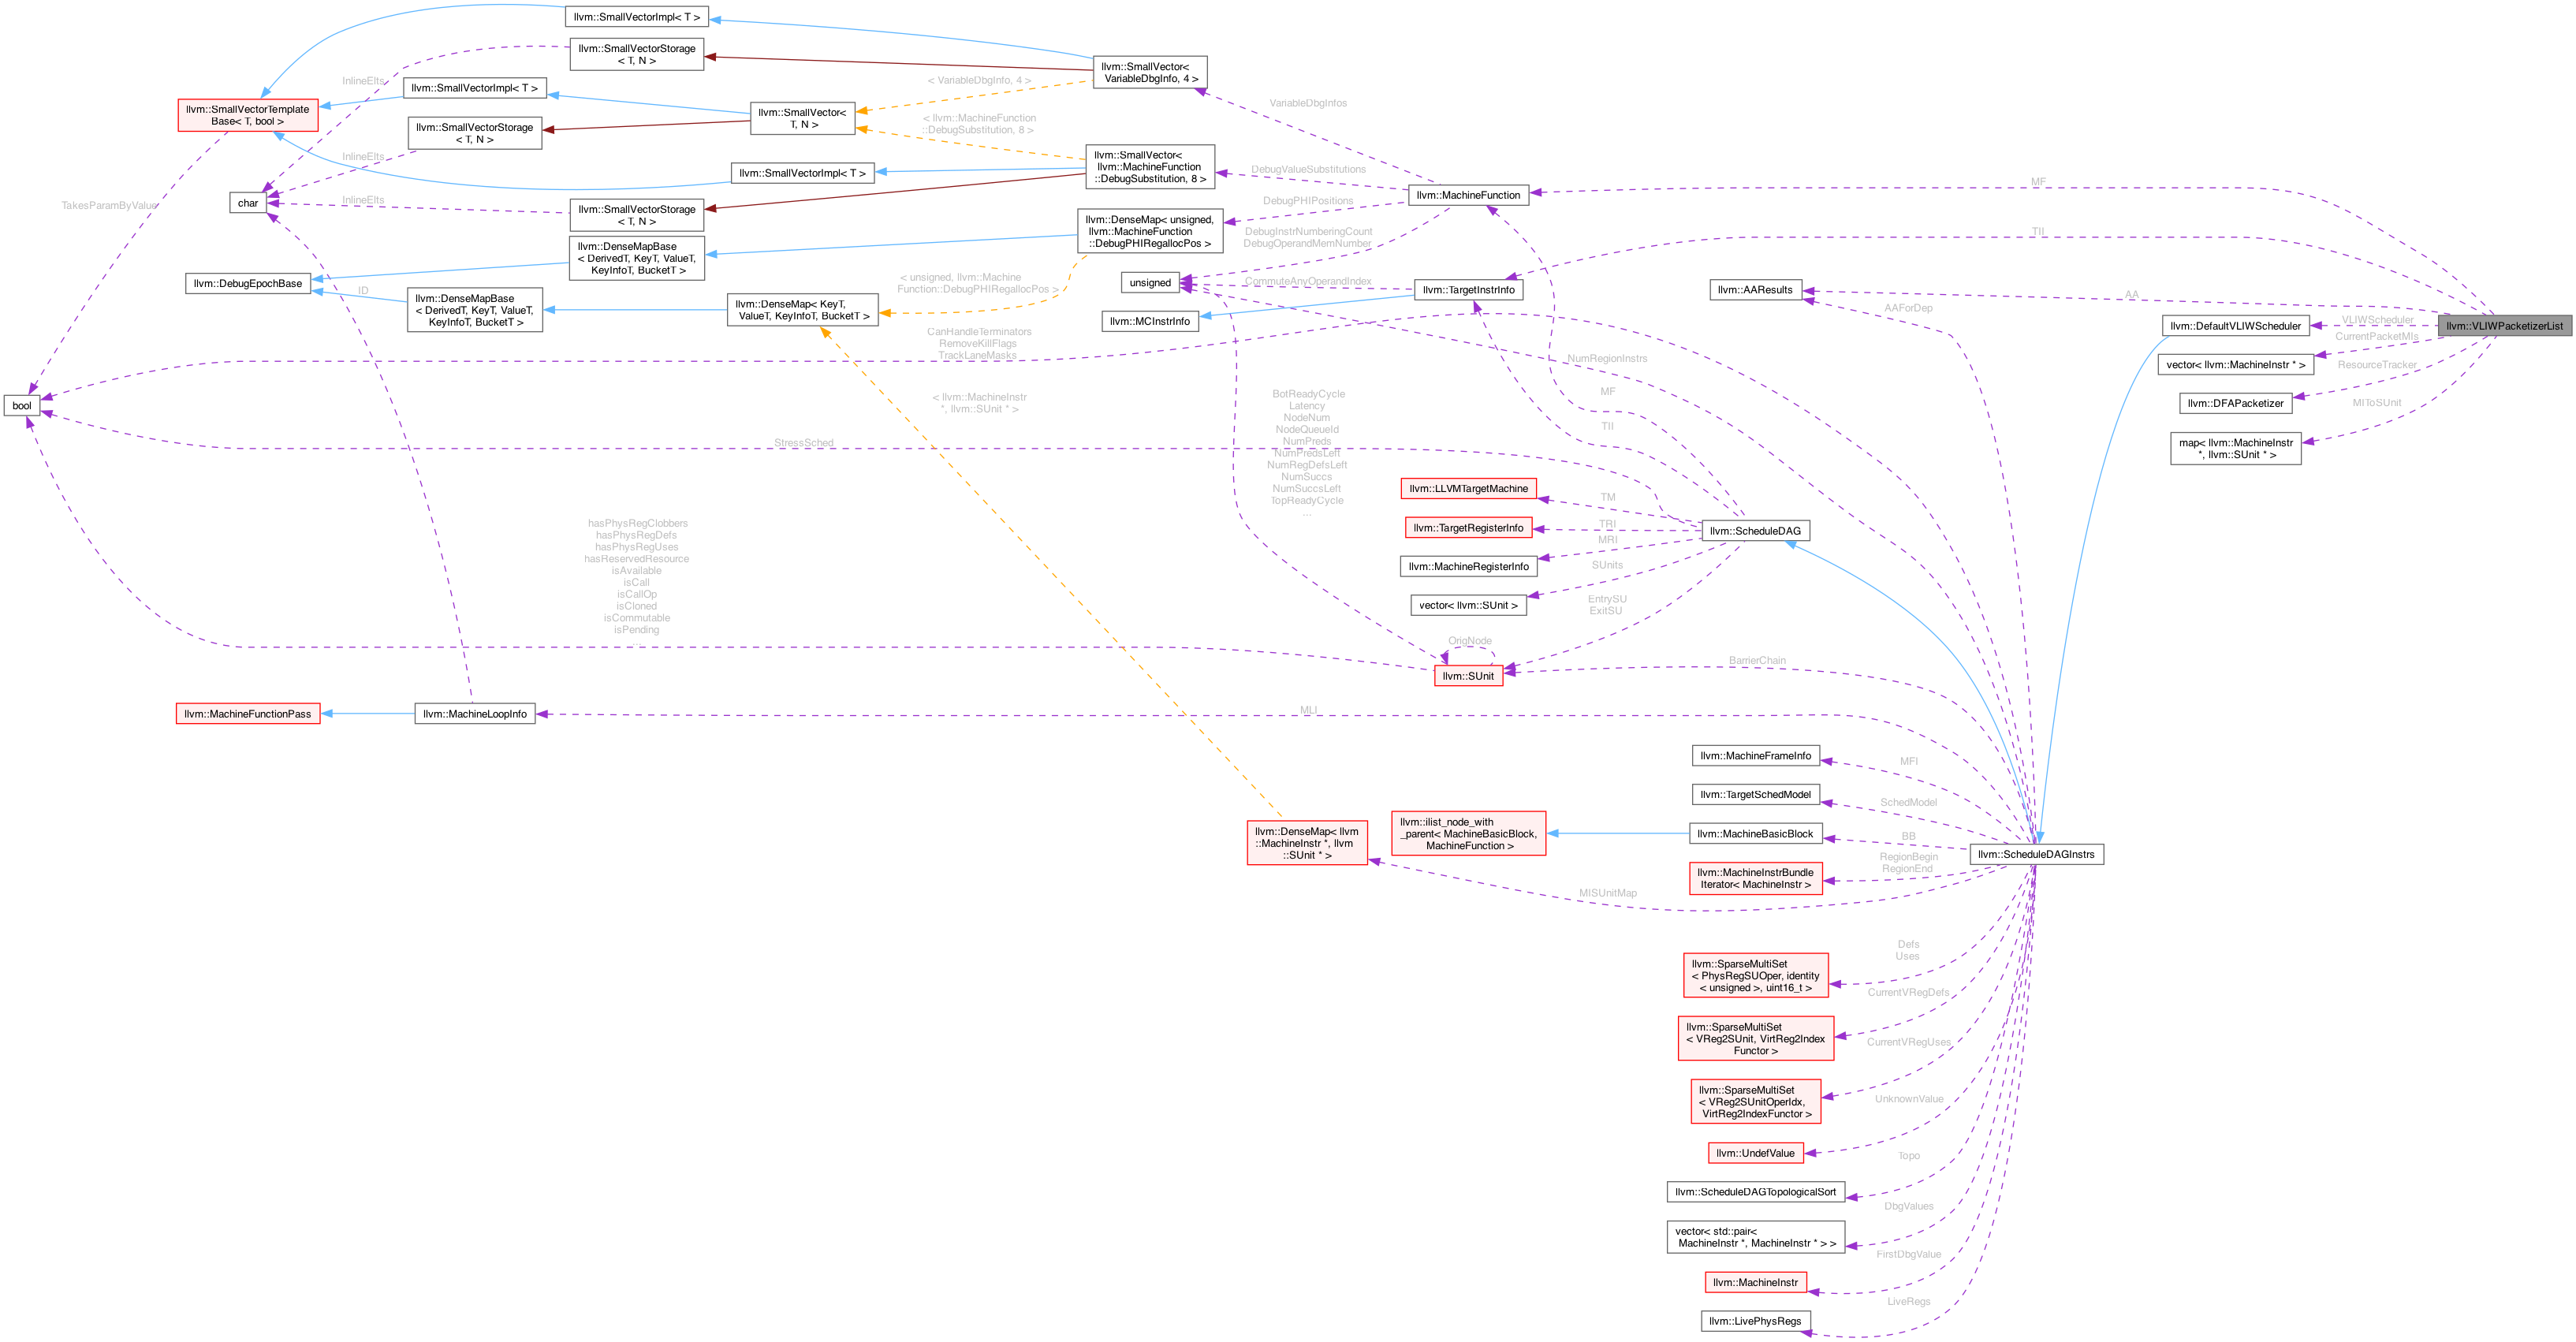 llvm::SmallVectorImpl< T >
llvm::SmallVectorStorage
< T, N >
InlineElts
llvm::SmallVectorImpl< T >
llvm::SmallVectorTemplate
Base< T, bool >
llvm::SmallVectorStorage
< T, N >
llvm::SmallVector<
T, N >
llvm::SmallVector<
VariableDbgInfo, 4 >
< VariableDbgInfo, 4 >
< llvm::MachineFunction
::DebugSubstitution, 8 >
llvm::SmallVector<
llvm::MachineFunction
::DebugSubstitution, 8 >
VariableDbgInfos
InlineElts
llvm::SmallVectorImpl< T >
DebugValueSubstitutions
llvm::MachineFunction
MF
char
TakesParamByValue
InlineElts
llvm::SmallVectorStorage
< T, N >
DebugPHIPositions
llvm::DenseMap< unsigned,
llvm::MachineFunction
::DebugPHIRegallocPos >
DebugInstrNumberingCount
DebugOperandMemNumber
TII
llvm::DenseMapBase
< DerivedT, KeyT, ValueT,
KeyInfoT, BucketT >
llvm::DebugEpochBase
ID
llvm::DenseMapBase
< DerivedT, KeyT, ValueT,
KeyInfoT, BucketT >
< unsigned, llvm::Machine
Function::DebugPHIRegallocPos >
llvm::DenseMap< KeyT,
ValueT, KeyInfoT, BucketT >
unsigned
CommuteAnyOperandIndex
llvm::TargetInstrInfo
llvm::MCInstrInfo
llvm::AAResults
AAForDep
AA
llvm::VLIWPacketizerList
llvm::DefaultVLIWScheduler
VLIWScheduler
CurrentPacketMIs
vector< llvm::MachineInstr * >
ResourceTracker
llvm::DFAPacketizer
MIToSUnit
map< llvm::MachineInstr
*, llvm::SUnit * >
CanHandleTerminators
RemoveKillFlags
TrackLaneMasks
NumRegionInstrs
bool
< llvm::MachineInstr
*, llvm::SUnit * >
MF
TII
StressSched
BotReadyCycle
Latency
NodeNum
NodeQueueId
NumPreds
NumPredsLeft
NumRegDefsLeft
NumSuccs
NumSuccsLeft
TopReadyCycle
...
llvm::LLVMTargetMachine
TM
llvm::TargetRegisterInfo
TRI
llvm::ScheduleDAG
llvm::MachineRegisterInfo
MRI
SUnits
vector< llvm::SUnit >
EntrySU
ExitSU
hasPhysRegClobbers
hasPhysRegDefs
hasPhysRegUses
hasReservedResource
isAvailable
isCall
isCallOp
isCloned
isCommutable
isPending
...
OrigNode
llvm::SUnit
BarrierChain
llvm::MachineFunctionPass
llvm::MachineLoopInfo
MLI
llvm::MachineFrameInfo
MFI
llvm::TargetSchedModel
SchedModel
llvm::DenseMap< llvm
::MachineInstr *, llvm
::SUnit * >
llvm::ilist_node_with
_parent< MachineBasicBlock,
MachineFunction >
llvm::MachineBasicBlock
BB
llvm::ScheduleDAGInstrs
RegionBegin
RegionEnd
llvm::MachineInstrBundle
Iterator< MachineInstr >
MISUnitMap
Defs
Uses
llvm::SparseMultiSet
< PhysRegSUOper, identity
< unsigned >, uint16_t >
CurrentVRegDefs
llvm::SparseMultiSet
< VReg2SUnit, VirtReg2Index
Functor >
CurrentVRegUses
llvm::SparseMultiSet
< VReg2SUnitOperIdx,
VirtReg2IndexFunctor >
UnknownValue
llvm::UndefValue
Topo
llvm::ScheduleDAGTopologicalSort
DbgValues
vector< std::pair<
MachineInstr *, MachineInstr * > >
FirstDbgValue
llvm::MachineInstr
LiveRegs
llvm::LivePhysRegs